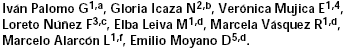 Iván Palomo G1,a, Gloria Icaza N2,b, Verónica Mujica E1,4,
Loreto Núñez F3,c, Elba Leiva M1,d, Marcela Vásquez R1,d,
Marcelo Alarcón L1,f, Emilio Moyano D5,d.